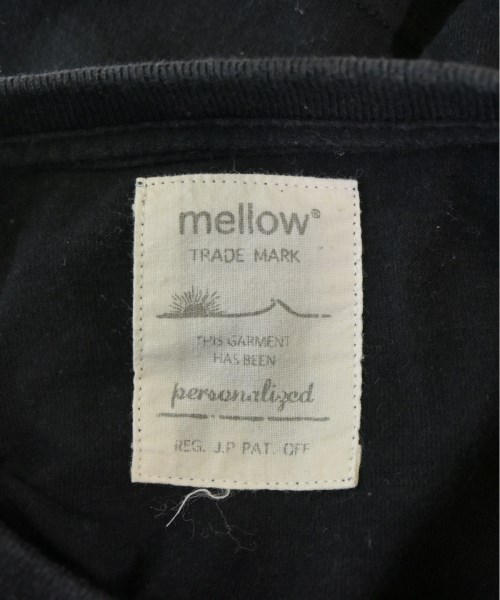 mellow®
TRADE MARK
THIS GARMENT
HAS BEEN
personalized
REG. J.P PAT. OFF